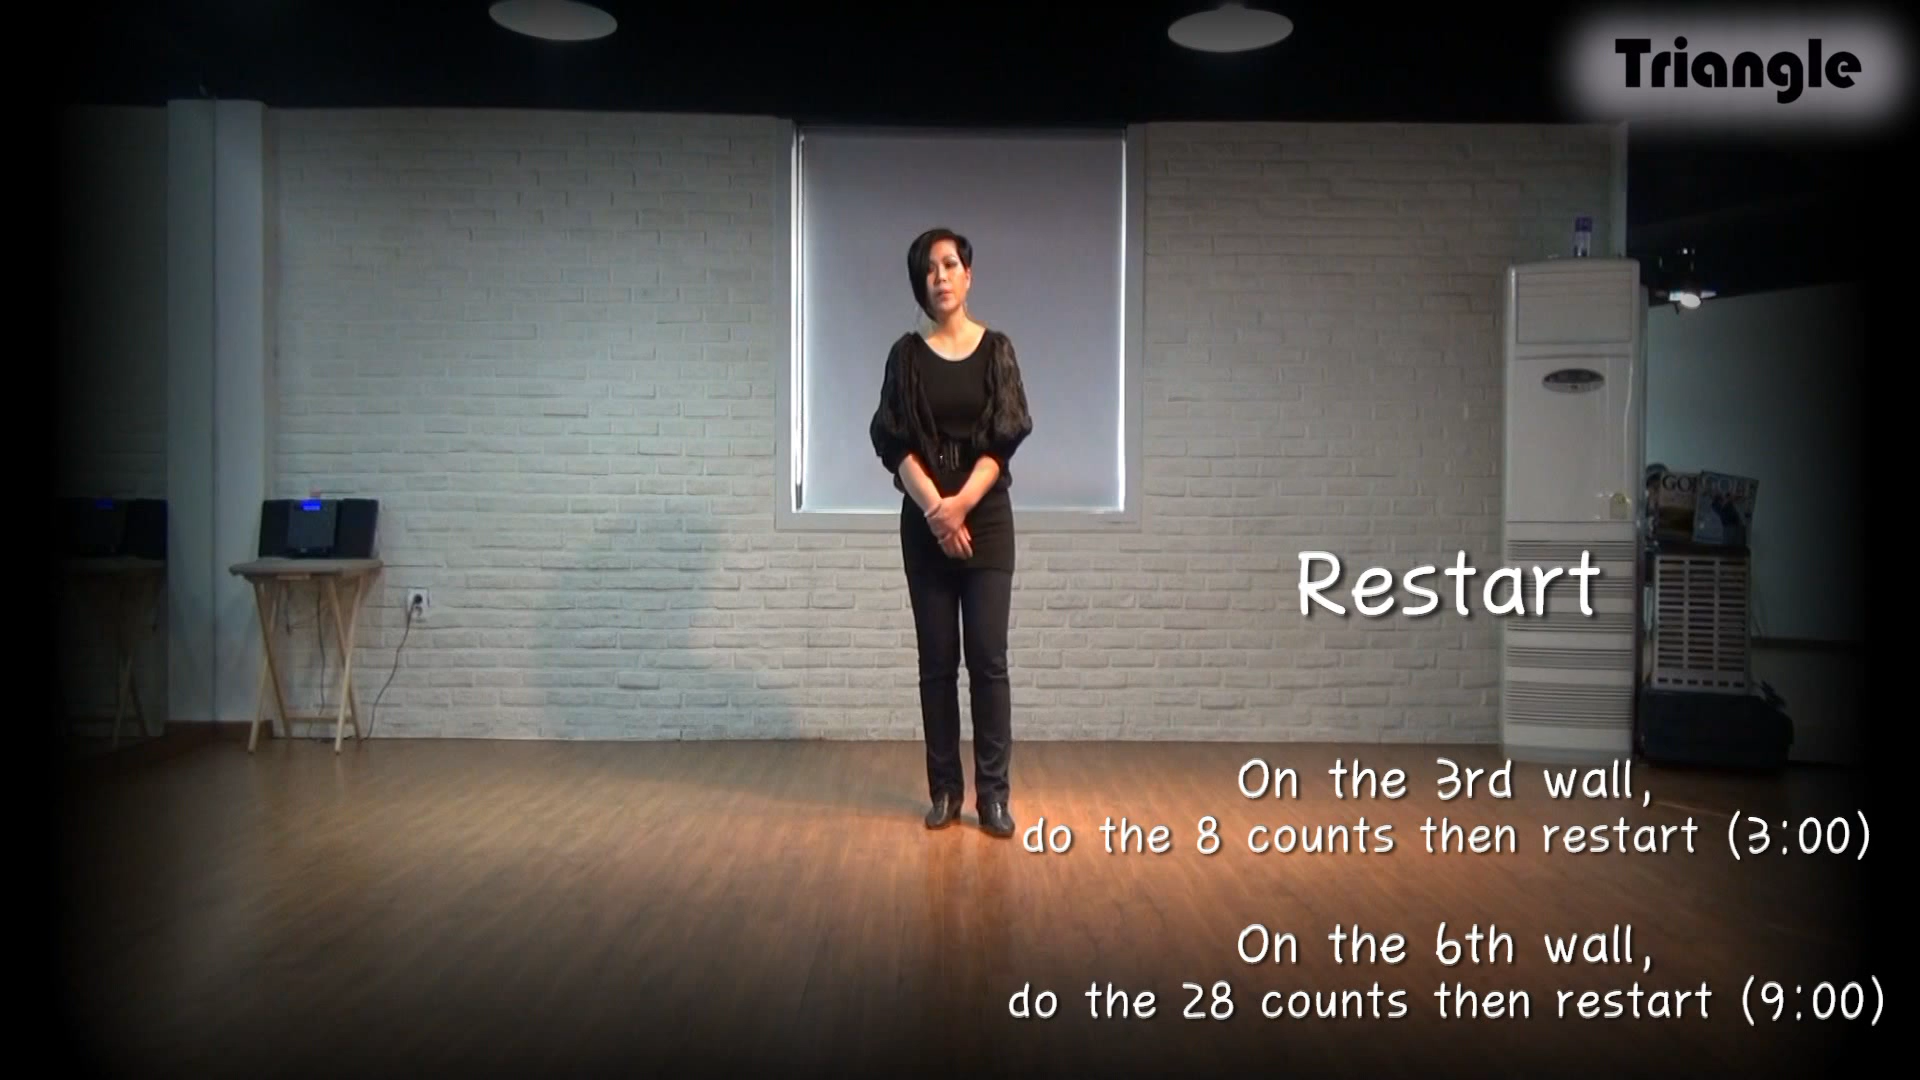 Triangle
Restart
On the 3rd wall,
do the 8 counts then restart (3:00)
On the 6th wall,
do the 28 counts then restart (9:00)